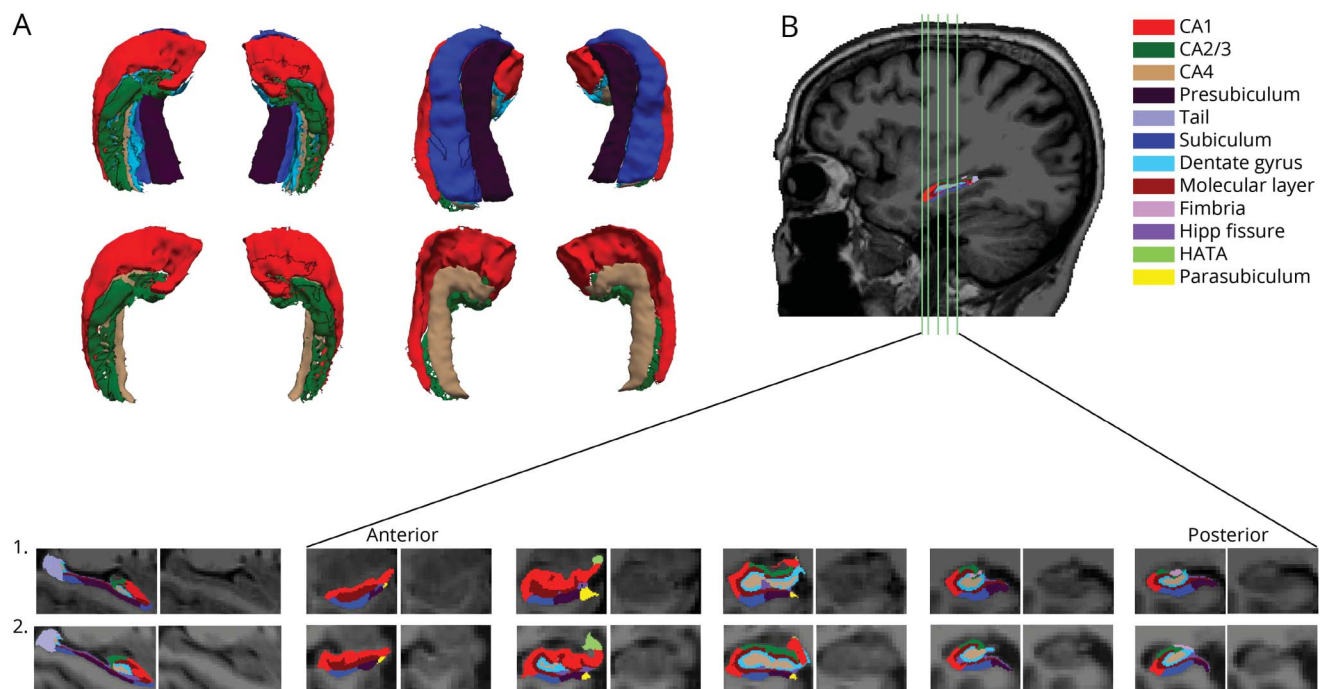 A
B
CA1
CA2/3
CA4
Presubiculum
Tail
Subiculum
Dentate gyrus
Molecular layer
Fimbria
Hipp fissure
HATA
Parasubiculum
Anterior
Posterior
1.
2.